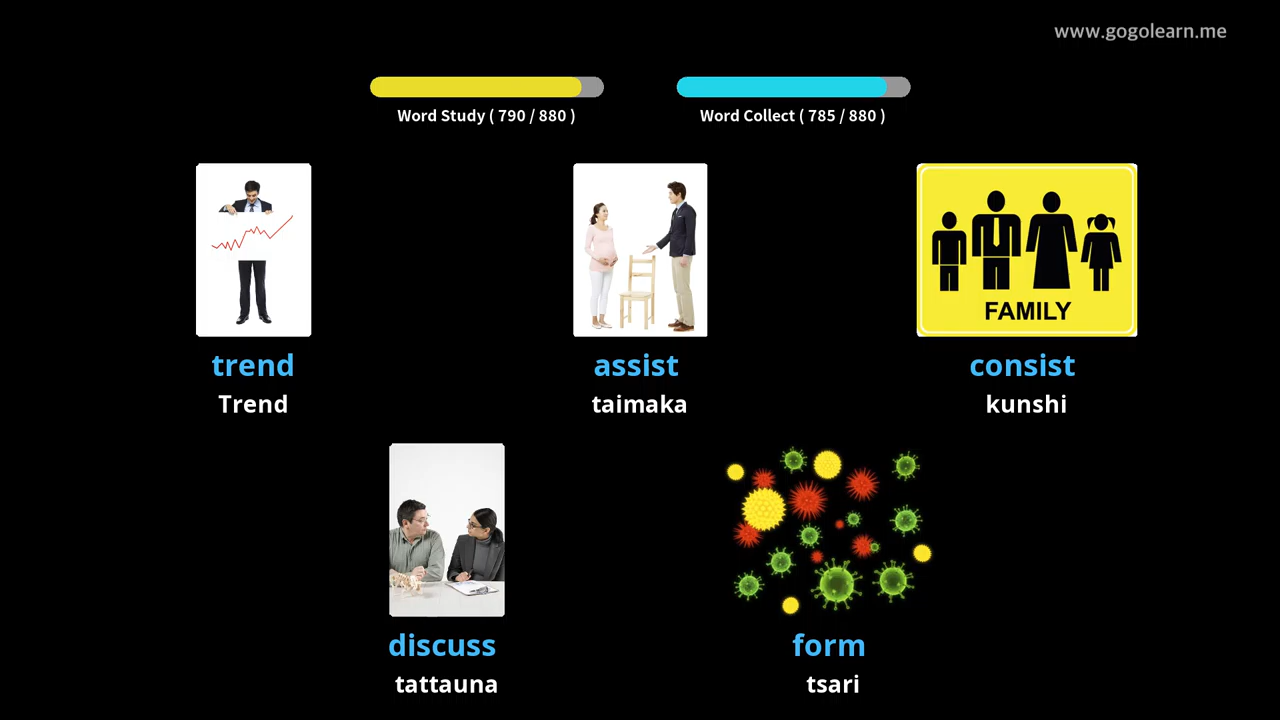 www.gogolearn.me
Word Study ( 790 / 880 )
Word Collect ( 785 / 880 )
FAMILY
trend
Trend
assist
taimaka
consist
kunshi
discuss
tattauna
form
tsari